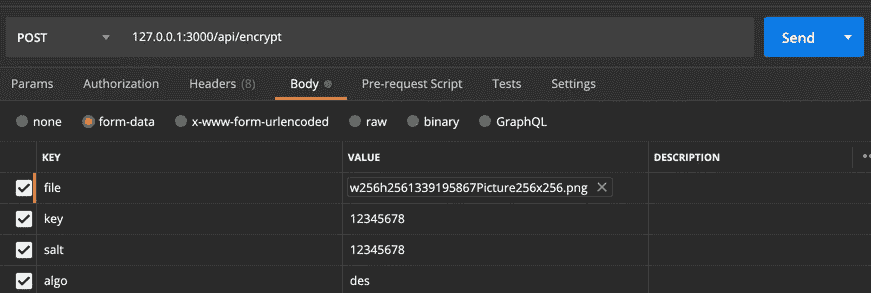 POST 127.0.0.1:3000/api/encrypt Send
Params Authorization Headers (8) Body Pre-request Script Tests Settings
none form-data x-www-form-urlencoded raw binary GraphQL
KEY VALUE DESCRIPTION
file w256h2561339195867Picture256x256.png
key 12345678
salt 12345678
algo des